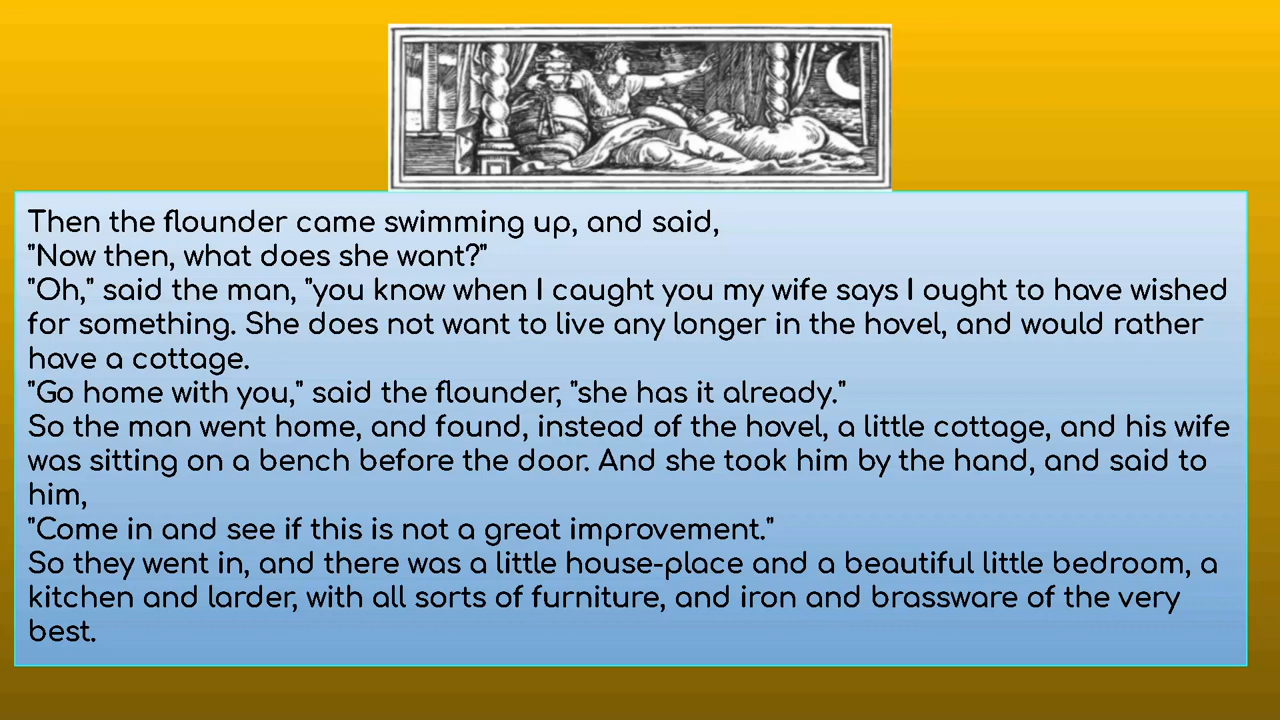 Then the flounder came swimming up, and said,
"Now then, what does she want?"
"Oh," said the man, "you know when I caught you my wife says I ought to have wished
for something. She does not want to live any longer in the hovel, and would rather
have a cottage.
"Go home with you," said the flounder, "she has it already."
So the man went home, and found, instead of the hovel, a little cottage, and his wife
was sitting on a bench before the door. And she took him by the hand, and said to
him,
"Come in and see if this is not a great improvement."
So they went in, and there was a little house-place and a beautiful little bedroom, a
kitchen and larder, with all sorts of furniture, and iron and brassware of the very
best.